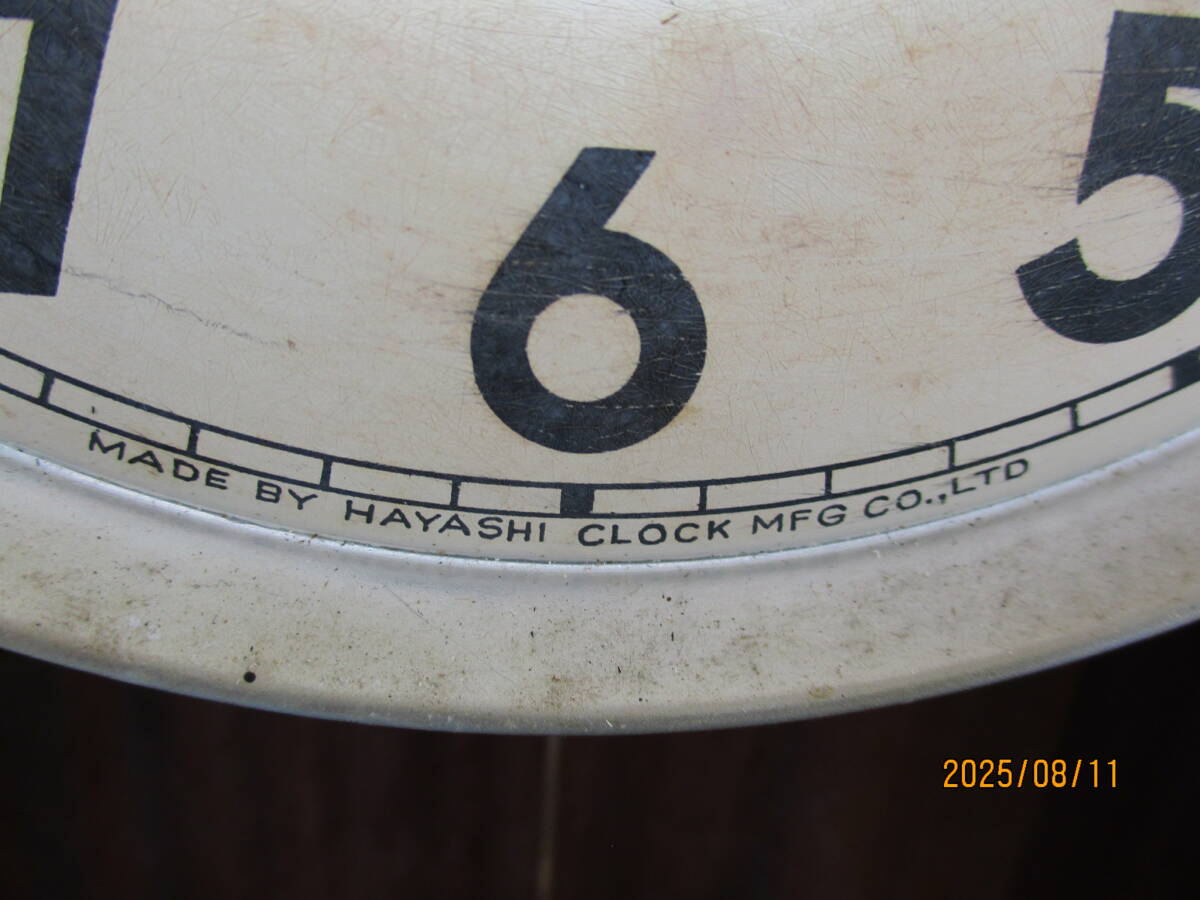 7 6 5
MADE BY HAYASHI CLOCK MFG CO.,LTD
2025/08/11